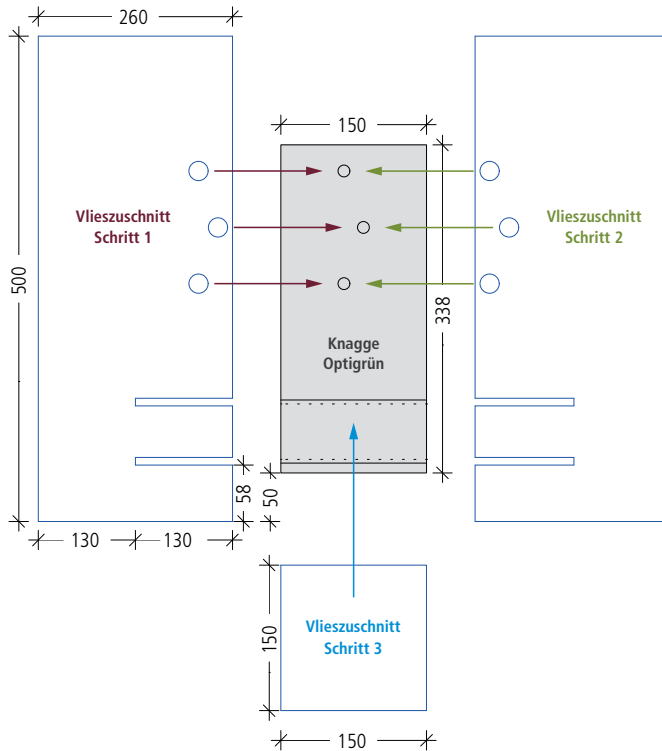 260
150
Vlieszuschnitt
Schritt 1
Vlieszuschnitt
Schritt 2
500
338
Knagge
Optigrün
58
50
130
130
Vlieszuschnitt
Schritt 3
150
150